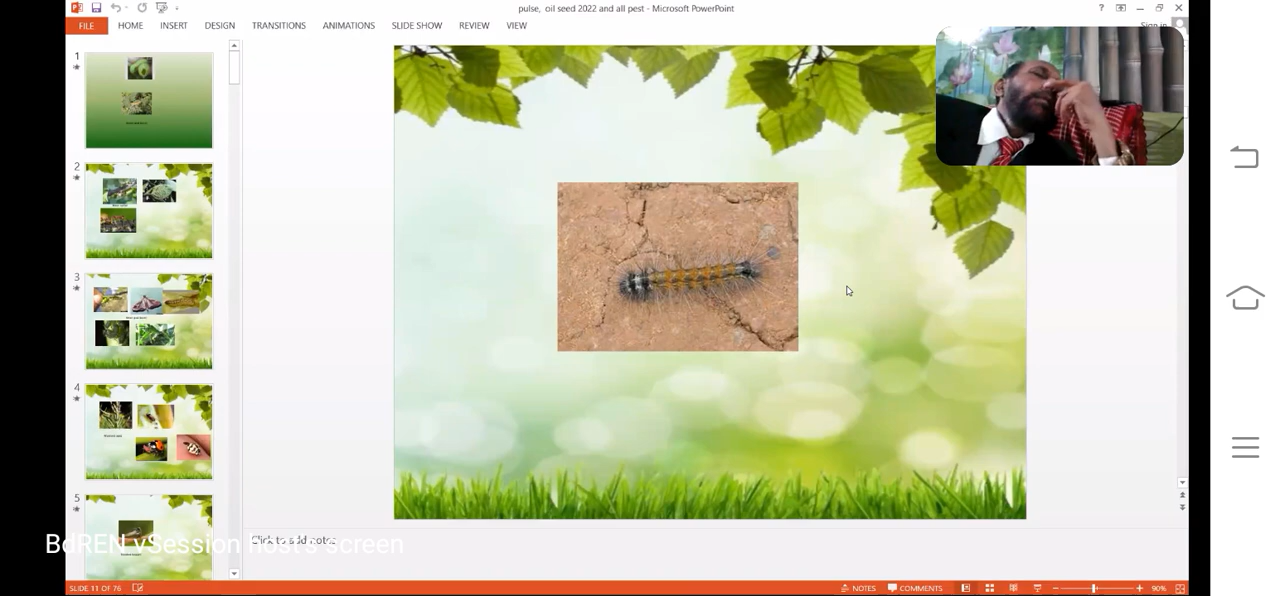 pulse, oil seed 2022 and all pest - Microsoft PowerPoint
?
Sign in
FILE HOME INSERT DESIGN TRANSITIONS ANIMATIONS SLIDE SHOW REVIEW VIEW
1
2
3
4
5
Click to add notes
BdREN vSession host's screen
SLIDE 11 OF 76
NOTES COMMENTS 90%